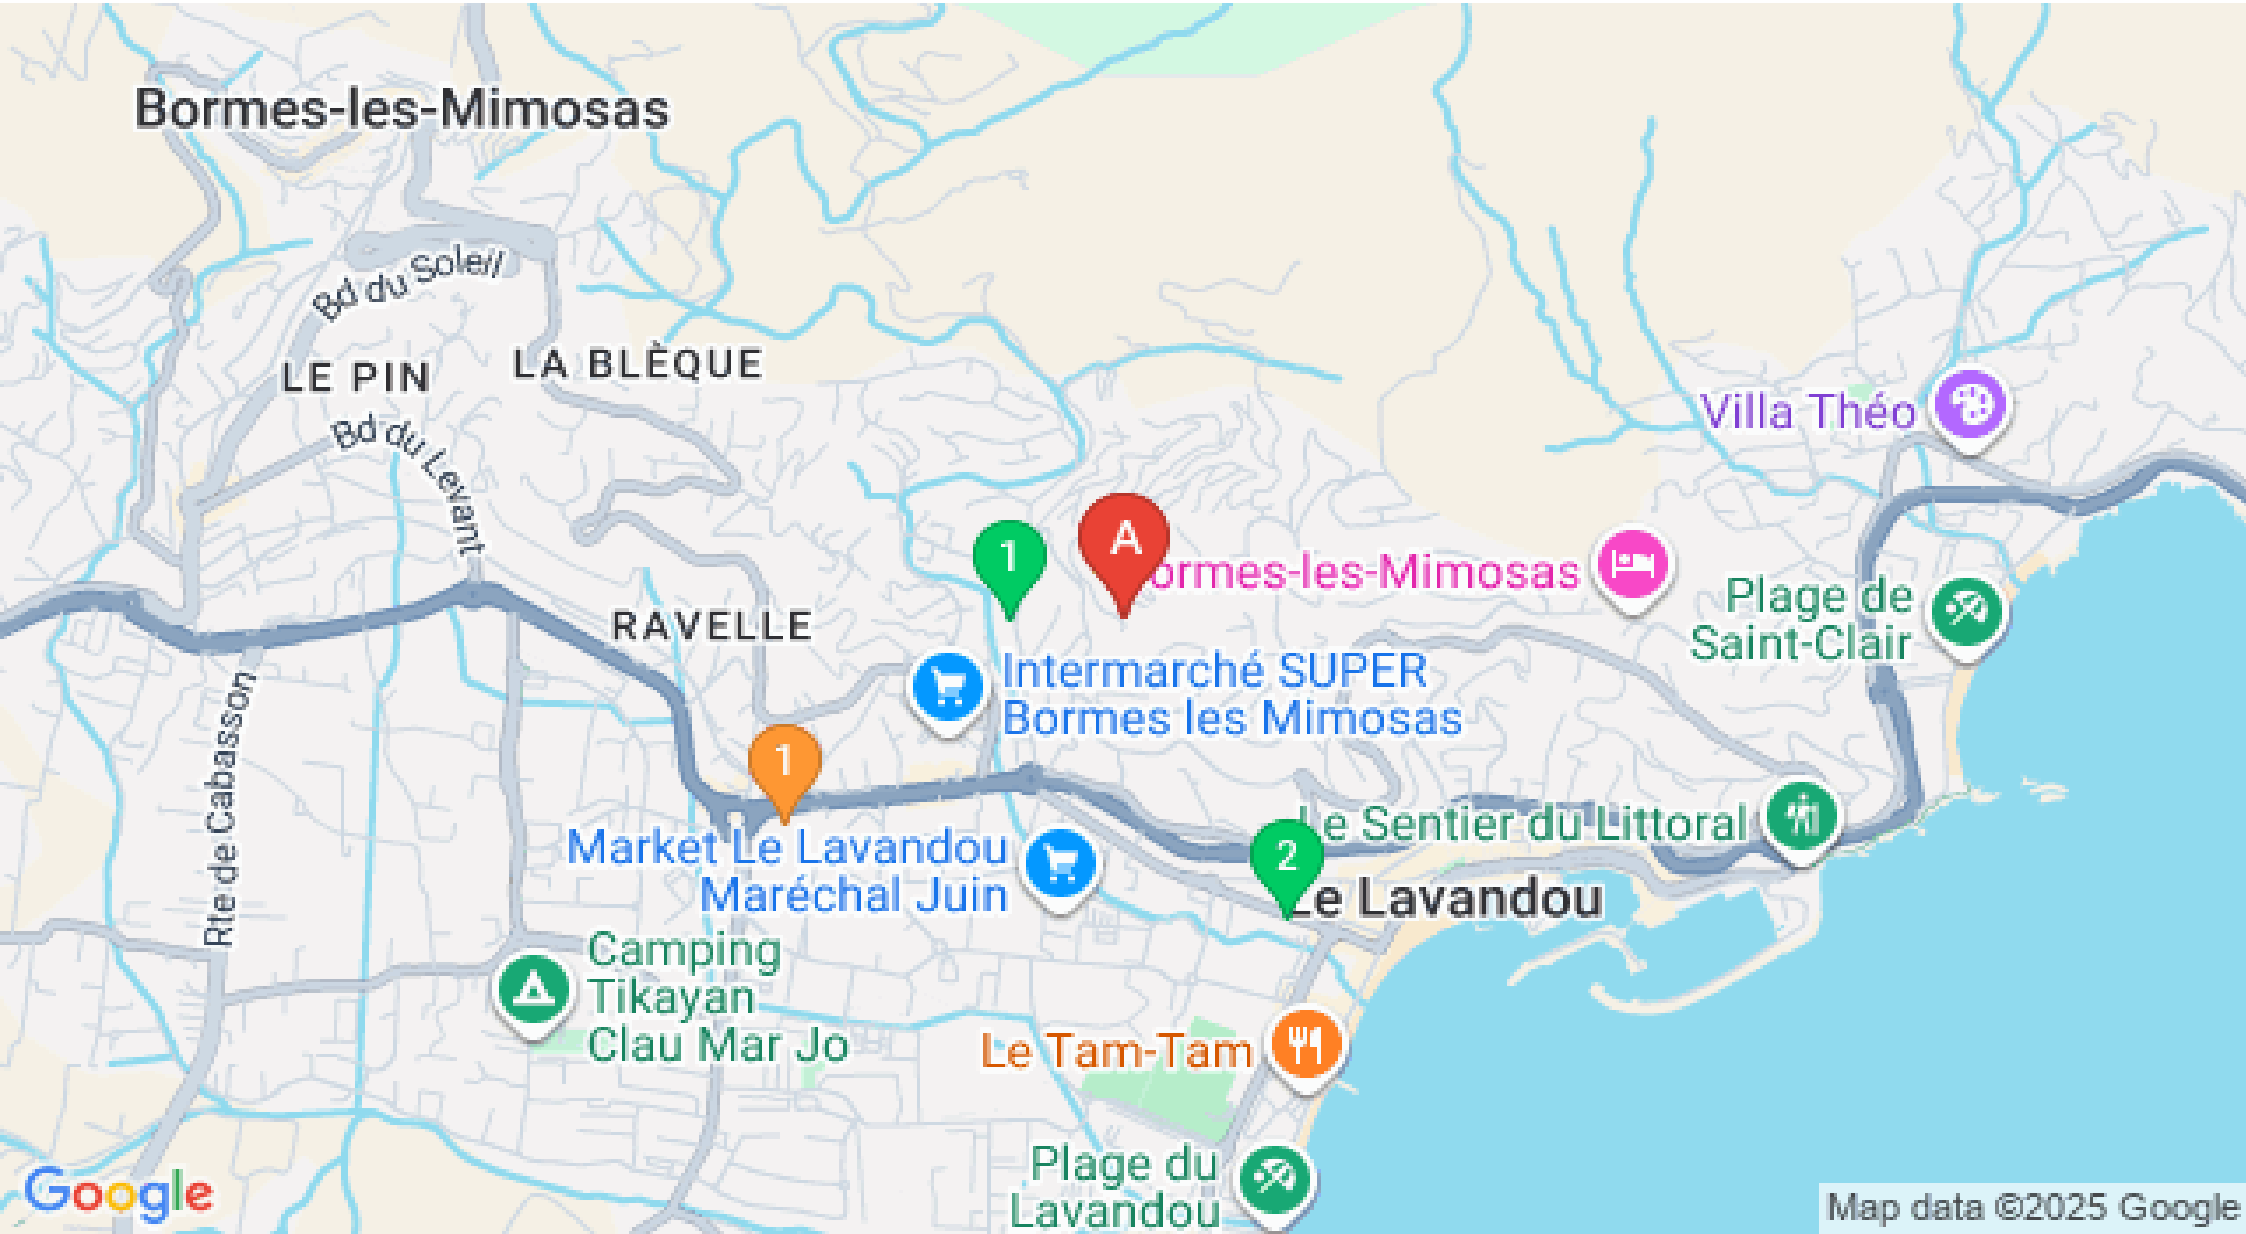 Bormes-les-Mimosas
Bd du Soleil
LE PIN
LA BLÈQUE
Bd du Levant
Villa Théo
1
A
ormes-les-Mimosas
Plage de
Saint-Clair
RAVELLE
Intermarché SUPER
Bormes les Mimosas
Rte de Cabasson
1
Market Le Lavandou
Maréchal Juin
2
Le Sentier du Littoral
Le Lavandou
Camping
Tikayan
Clau Mar Jo
Le Tam-Tam
Plage du
Lavandou
Google
Map data ©2025 Google